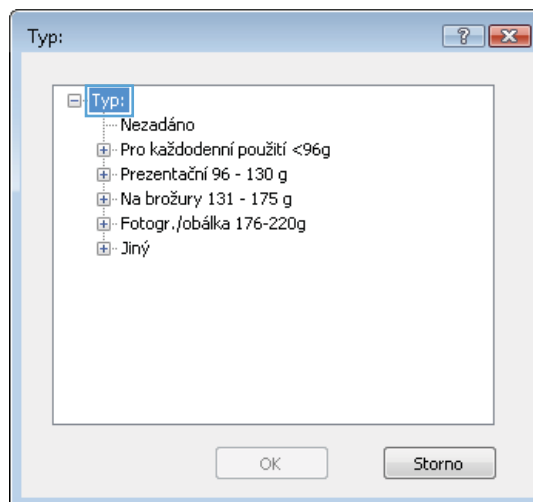 Typ:
Typ:
Nezadáno
Pro každodenní použití <96g
Prezentační 96 - 130 g
Na brožury 131 - 175 g
Fotogr./obálka 176-220g
Jiný
OK
Storno